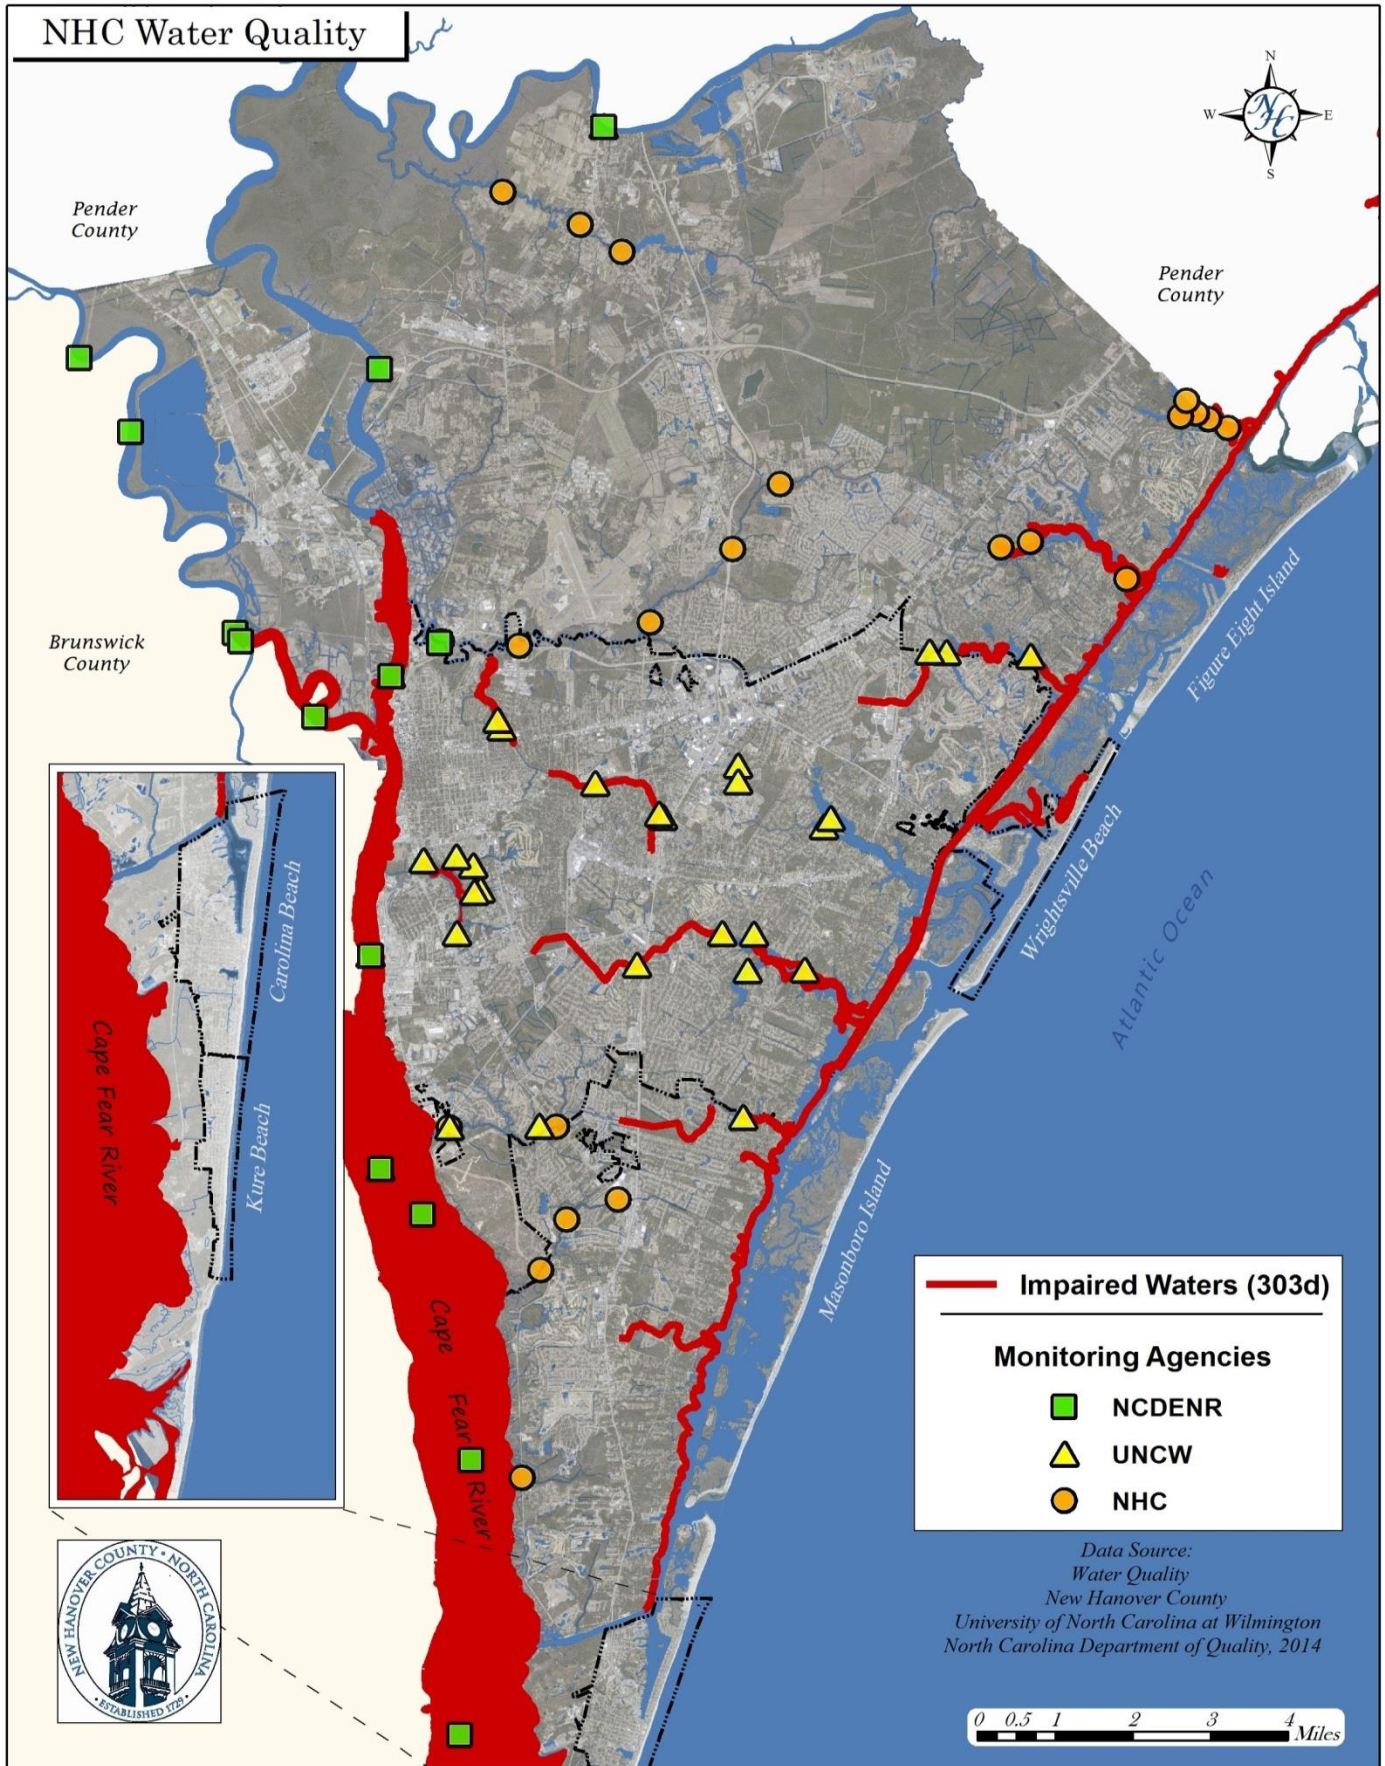 NHC Water Quality
N
W
NHC
E
S
Pender
County
Pender
County
Brunswick
County
Figure Eight Island
Wrightsville Beach
Atlantic Ocean
Masonboro Island
Carolina Beach
Cape Fear River
Kure Beach
Cape
Fear
River
Impaired Waters (303d)
Monitoring Agencies
NCDENR
UNCW
NHC
Data Source:
Water Quality
New Hanover County
University of North Carolina at Wilmington
North Carolina Department of Quality, 2014
NEW HANOVER COUNTY • NORTH CAROLINA
• ESTABLISHED 1729 •
0 0.5 1 2 3 4 Miles